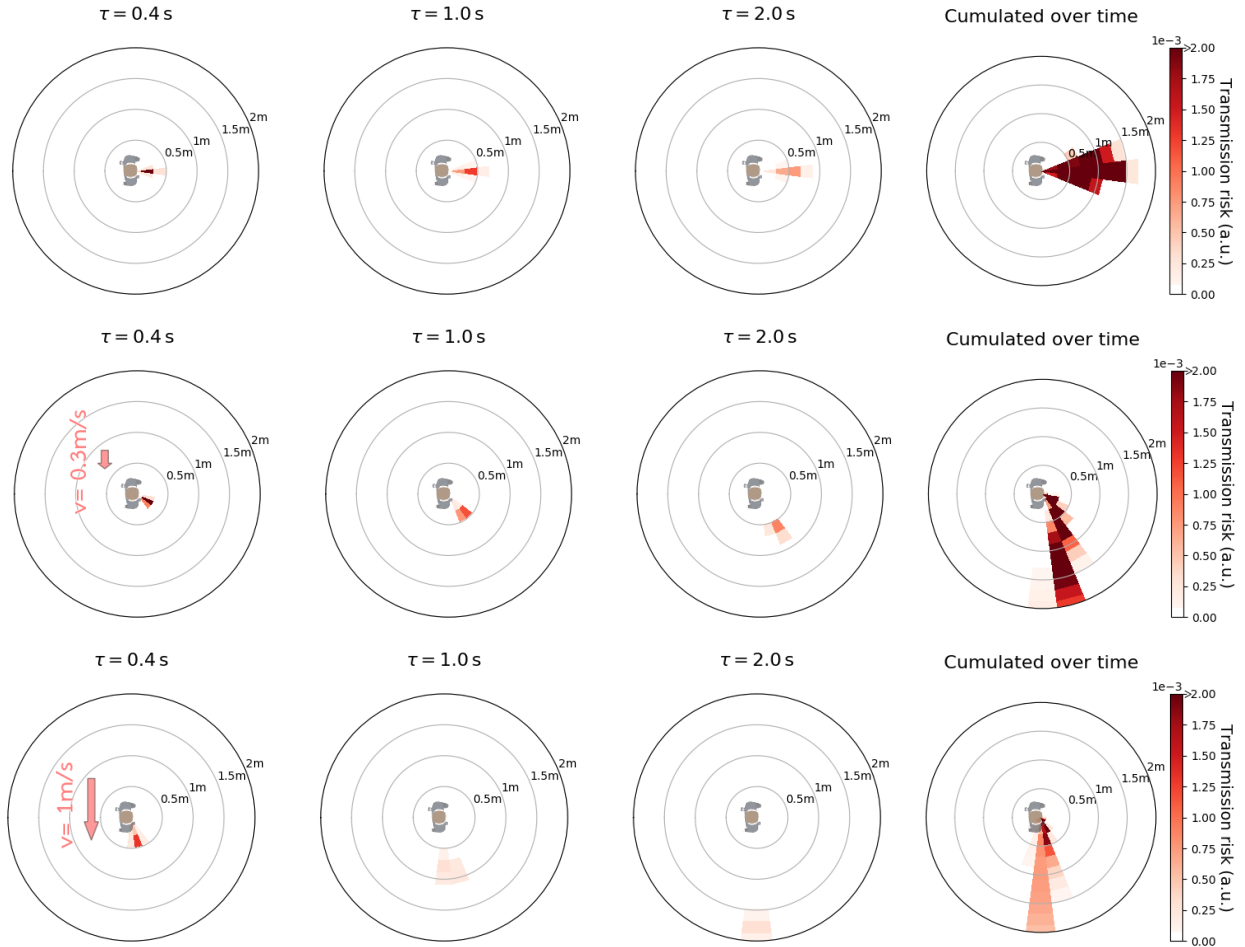 τ = 0.4 s
τ = 1.0 s
τ = 2.0 s
Cumulated over time
0.5m
1m
1.5m
2m
0.5m
1m
1.5m
2m
0.5m
1m
1.5m
2m
0.5m
1m
1.5m
2m
1e−3
>2.00
1.75
1.50
1.25
1.00
0.75
0.50
0.25
0.00
Transmission risk (a.u.)
τ = 0.4 s
τ = 1.0 s
τ = 2.0 s
Cumulated over time
v= 0.3m/s
0.5m
1m
1.5m
2m
0.5m
1m
1.5m
2m
0.5m
1m
1.5m
2m
0.5m
1m
1.5m
2m
1e−3
>2.00
1.75
1.50
1.25
1.00
0.75
0.50
0.25
0.00
Transmission risk (a.u.)
τ = 0.4 s
τ = 1.0 s
τ = 2.0 s
Cumulated over time
v= 1m/s
0.5m
1m
1.5m
2m
0.5m
1m
1.5m
2m
0.5m
1m
1.5m
2m
0.5m
1m
1.5m
2m
1e−3
>2.00
1.75
1.50
1.25
1.00
0.75
0.50
0.25
0.00
Transmission risk (a.u.)